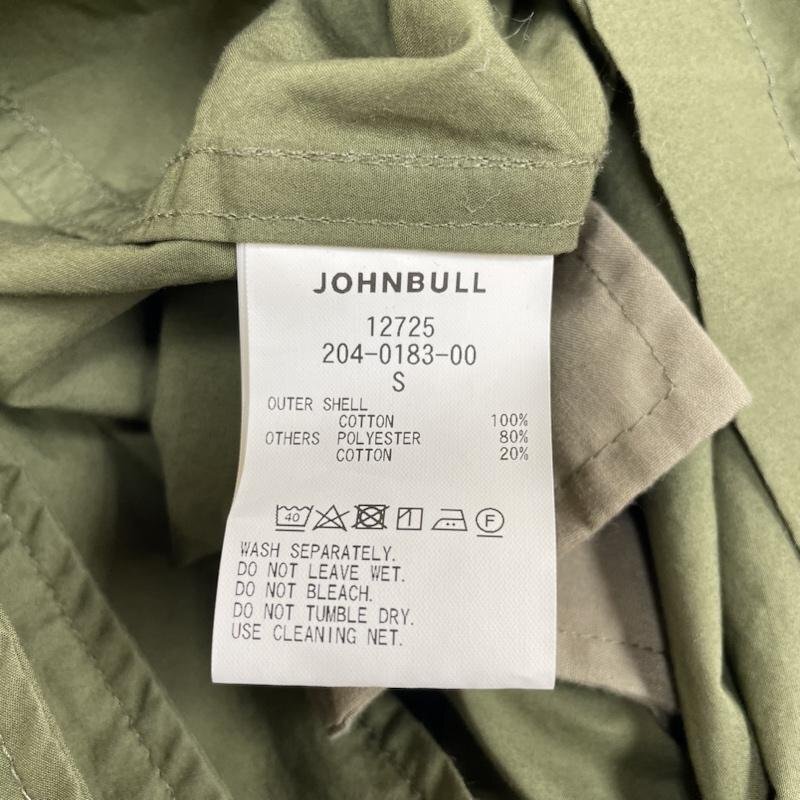 JOHNBULL
12725
204-0183-00
S
OUTER SHELL
COTTON 100%
OTHERS POLYESTER 80%
COTTON 20%
40 F
WASH SEPARATELY.
DO NOT LEAVE WET.
DO NOT BLEACH.
DO NOT TUMBLE DRY.
USE CLEANING NET.